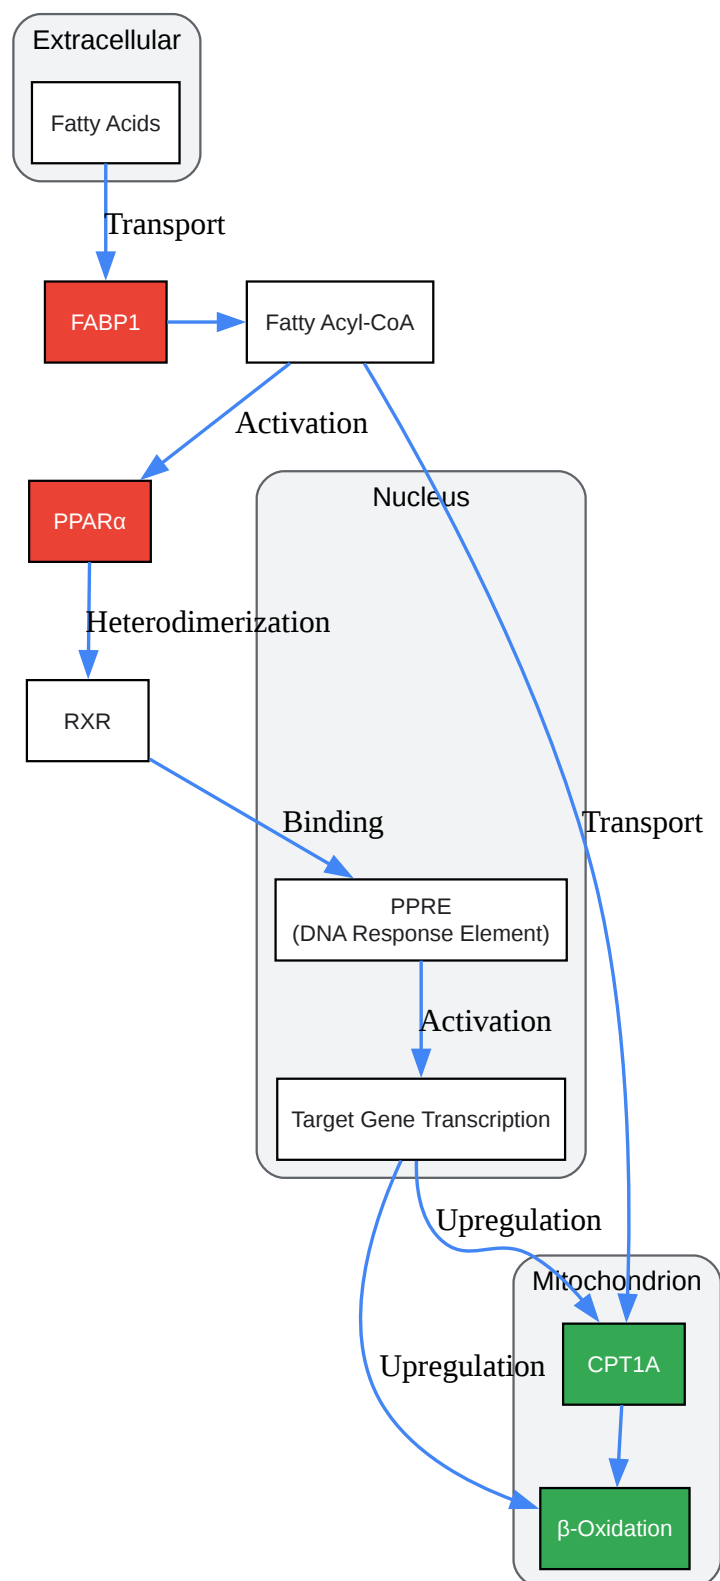 Extracellular
Fatty Acids
Transport
FABP1
Fatty Acyl-CoA
Activation
Nucleus
PPARα
Heterodimerization
RXR
Binding
Transport
PPRE
(DNA Response Element)
Activation
Target Gene Transcription
Upregulation
Mitochondrion
CPT1A
Upregulation
β-Oxidation